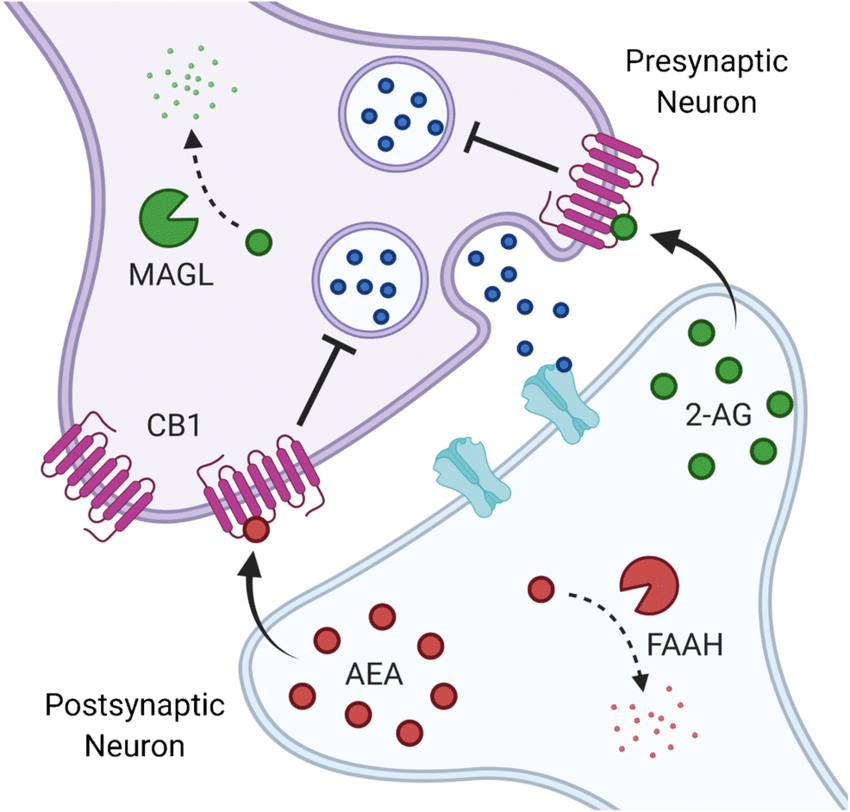 Presynaptic
Neuron
MAGL
CB1
2-AG
FAAH
AEA
Postsynaptic
Neuron